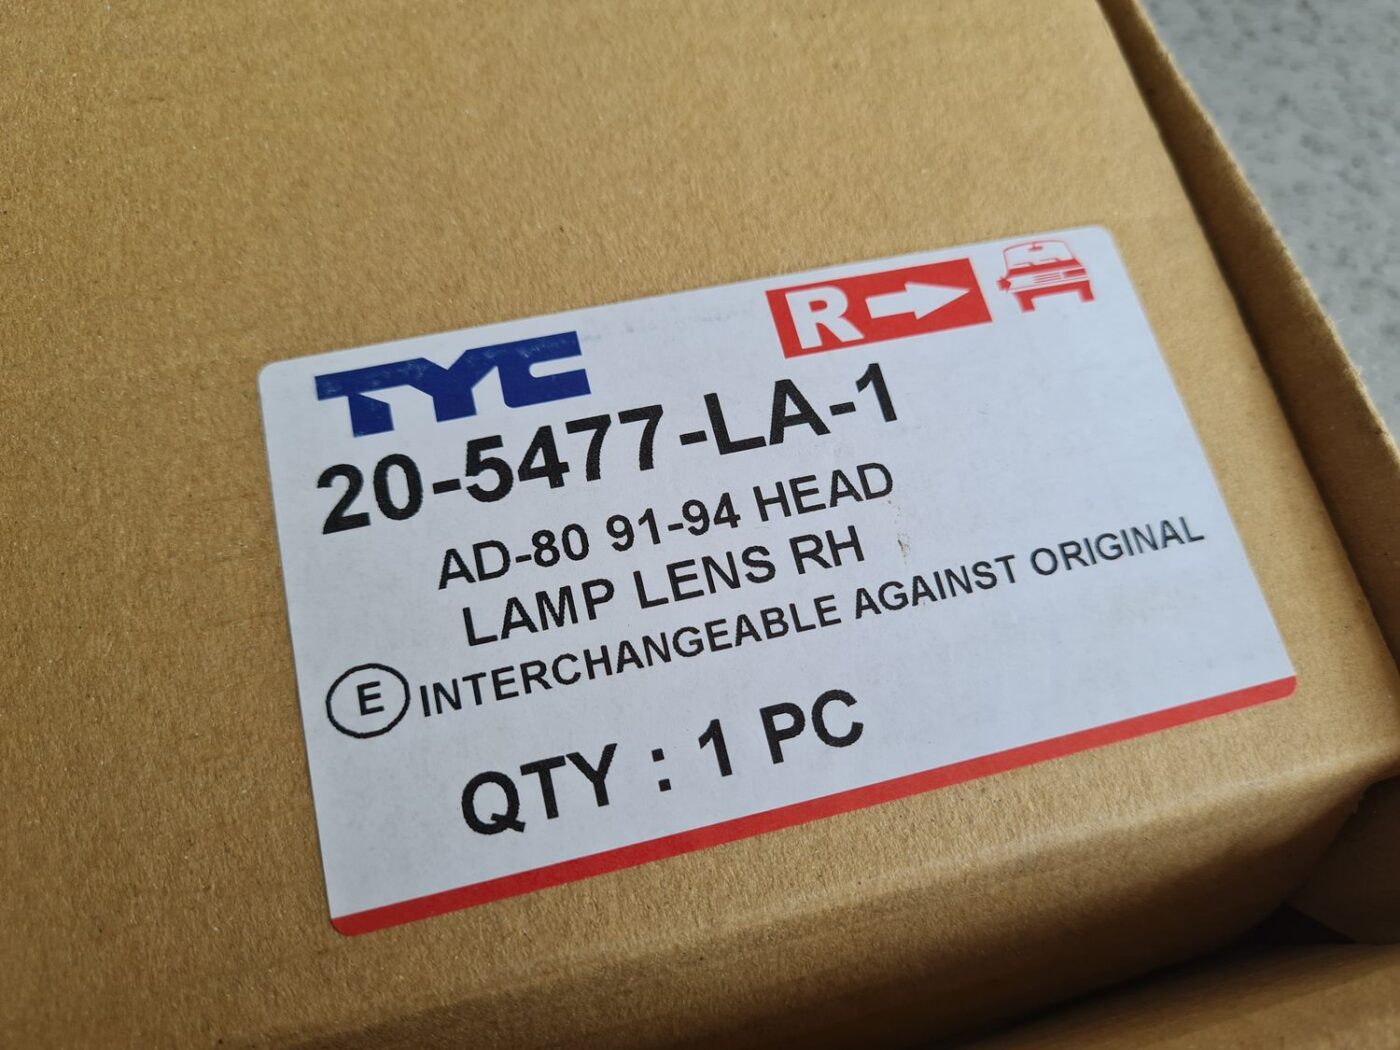 TYC
R
20-5477-LA-1
AD-80 91-94 HEAD
LAMP LENS RH
E INTERCHANGEABLE AGAINST ORIGINAL
QTY : 1 PC